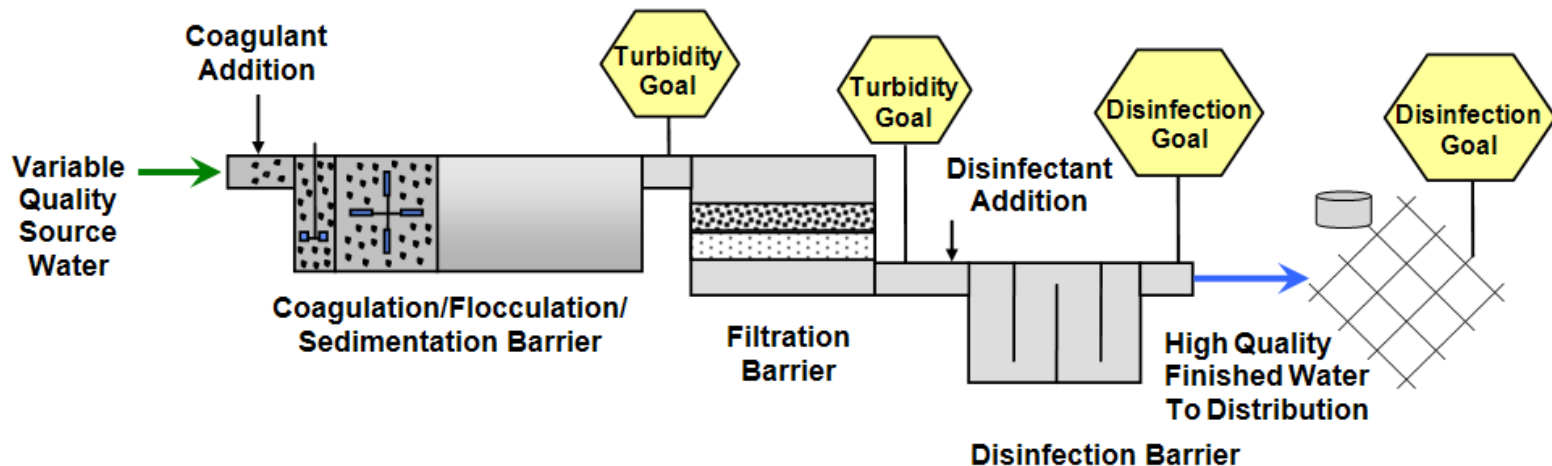 Coagulant
Addition
Turbidity
Goal
Turbidity
Goal
Disinfection
Goal
Disinfection
Goal
Variable
Quality
Source
Water
Disinfectant
Addition
Coagulation/Flocculation/
Sedimentation Barrier
Filtration
Barrier
High Quality
Finished Water
To Distribution
Disinfection Barrier